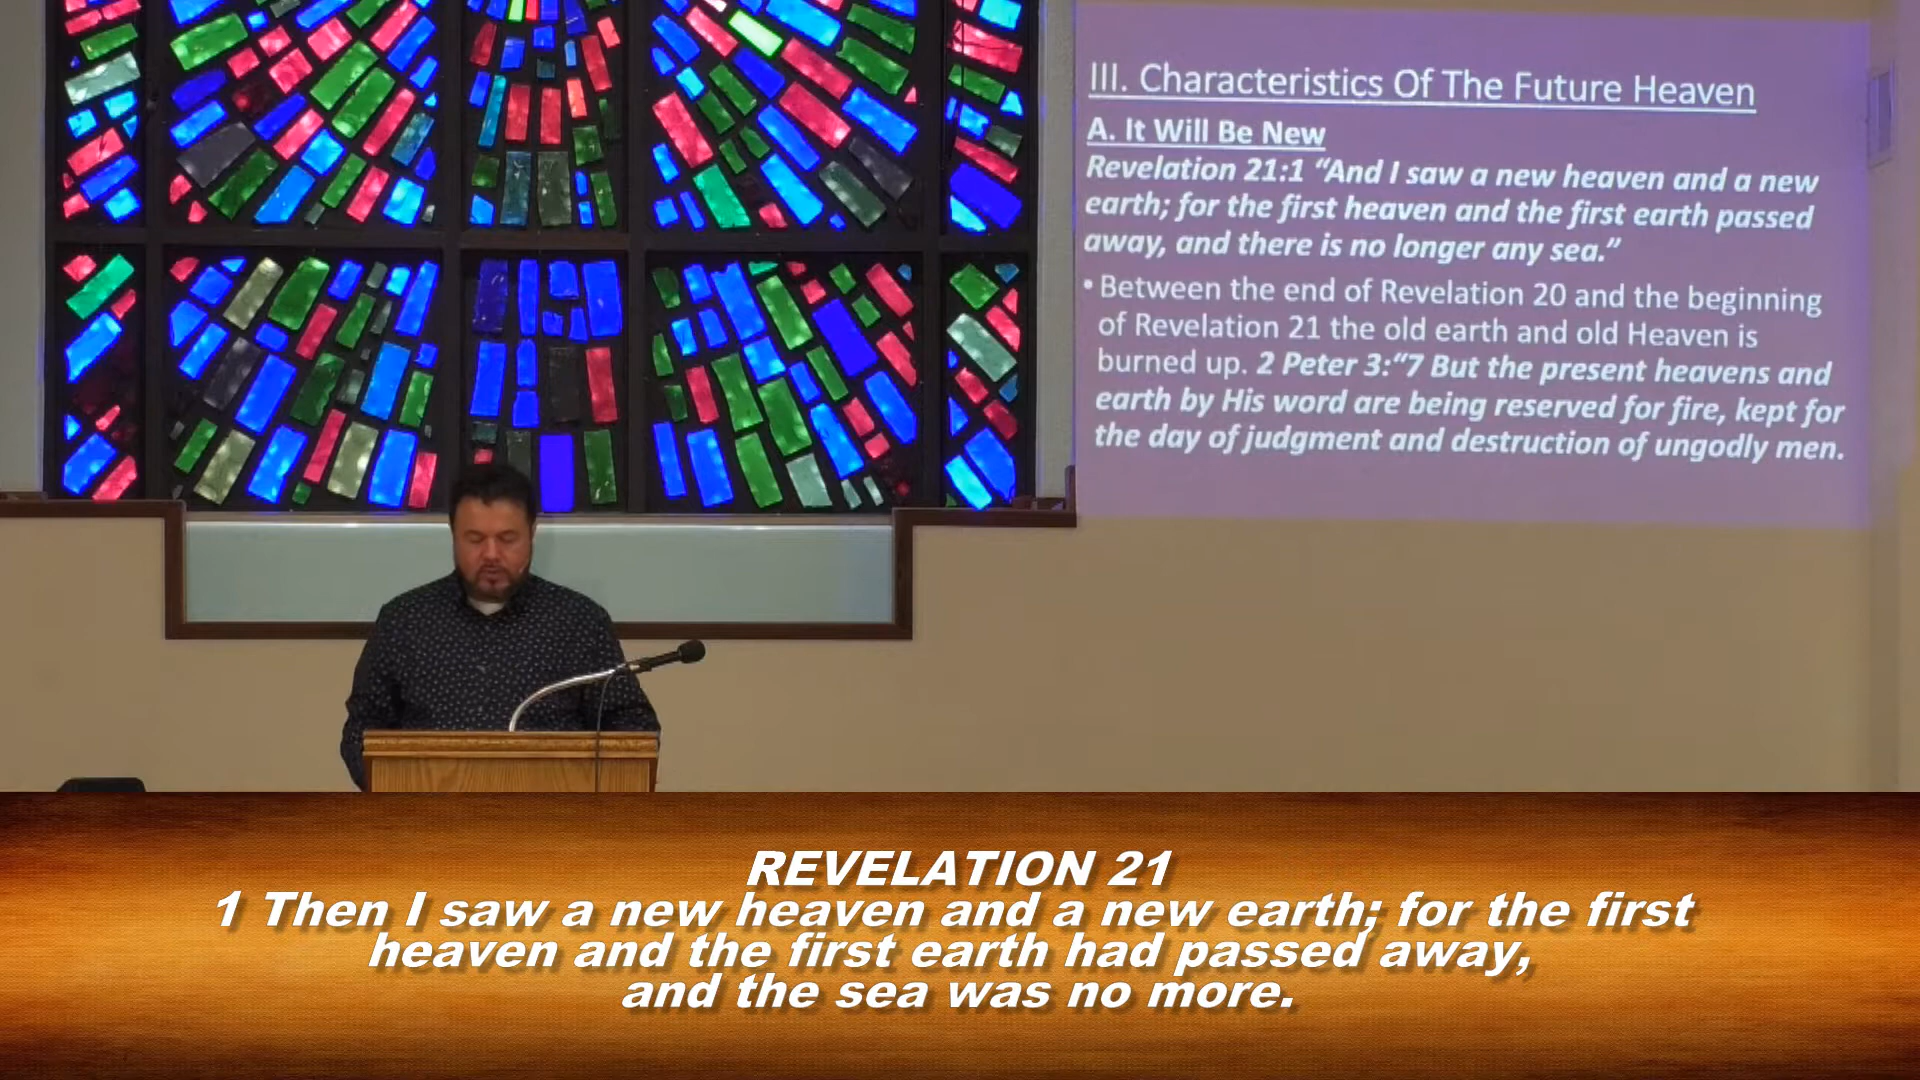 III. Characteristics Of The Future Heaven
A. It Will Be New
Revelation 21:1 “And I saw a new heaven and a new
earth; for the first heaven and the first earth passed
away, and there is no longer any sea.”
• Between the end of Revelation 20 and the beginning
of Revelation 21 the old earth and old Heaven is
burned up. 2 Peter 3:“7 But the present heavens and
earth by His word are being reserved for fire, kept for
the day of judgment and destruction of ungodly men.
REVELATION 21
1 Then I saw a new heaven and a new earth; for the first
heaven and the first earth had passed away,
and the sea was no more.